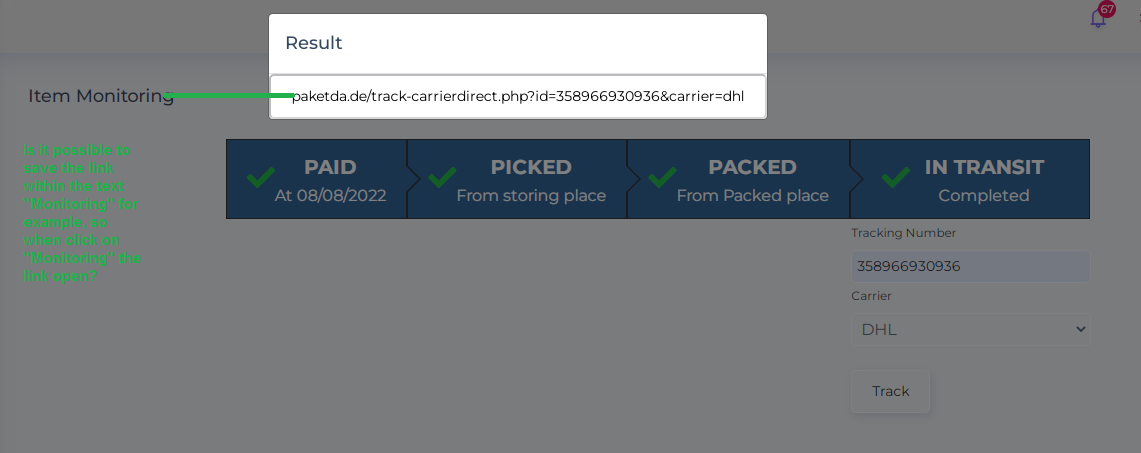 67
Result
Item Monitoring
paketda.de/track-carrierdirect.php?id=358966930936&carrier=dhl
is it possible to
save the link
within the text
"Monitoring" for
example, so
when click on
"Monitoring" the
link open?
PAID
At 08/08/2022
PICKED
From storing place
PACKED
From Packed place
IN TRANSIT
Completed
Tracking Number
358966930936
Carrier
DHL
Track